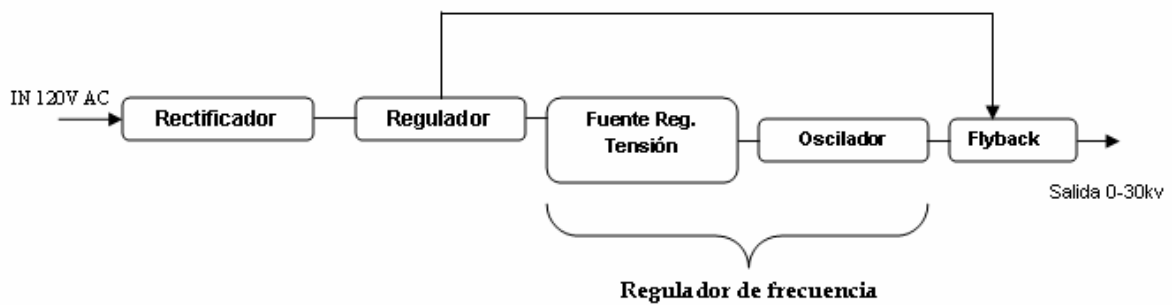 IN 120V AC
Rectificador
Regulador
Fuente Reg.
Tensión
Oscilador
Flyback
Salida 0-30kv
Regulador de frecuencia